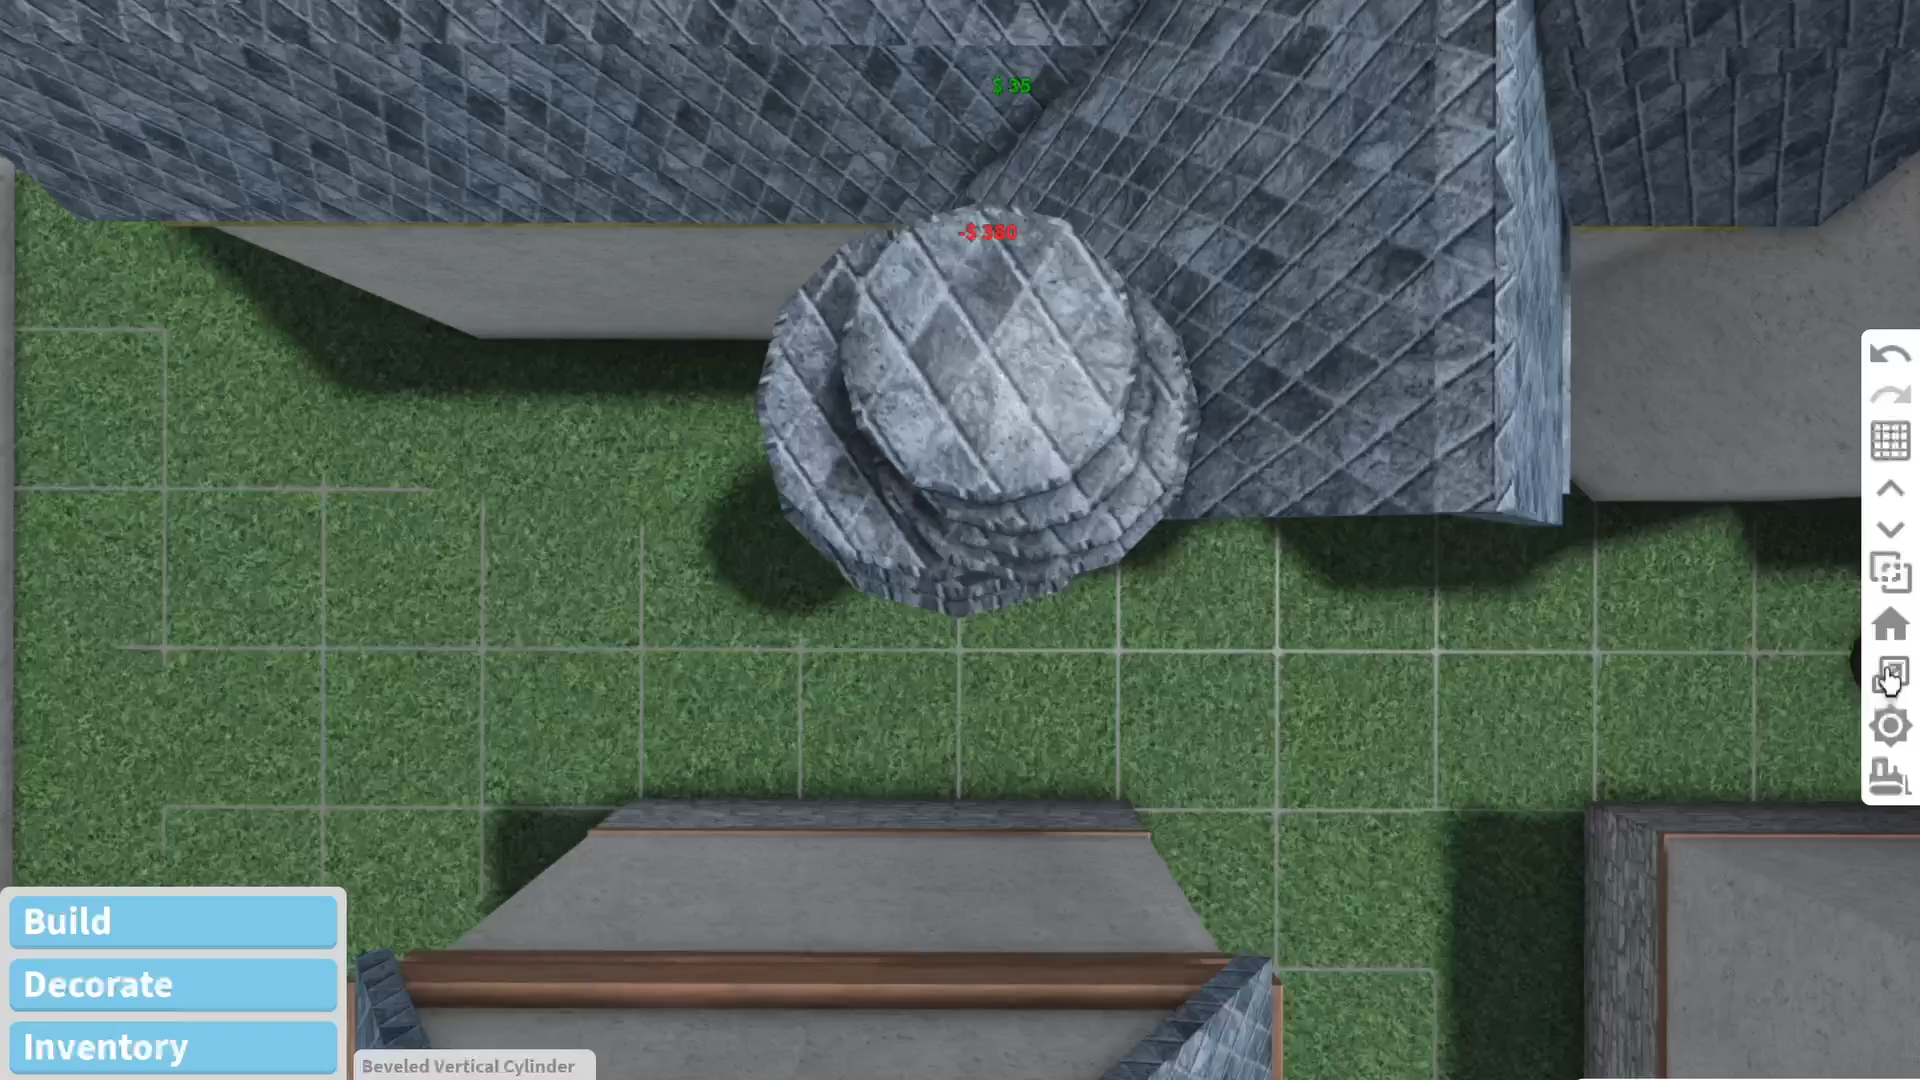 $ 35
-$ 380
Build
Decorate
Inventory
Beveled Vertical Cylinder